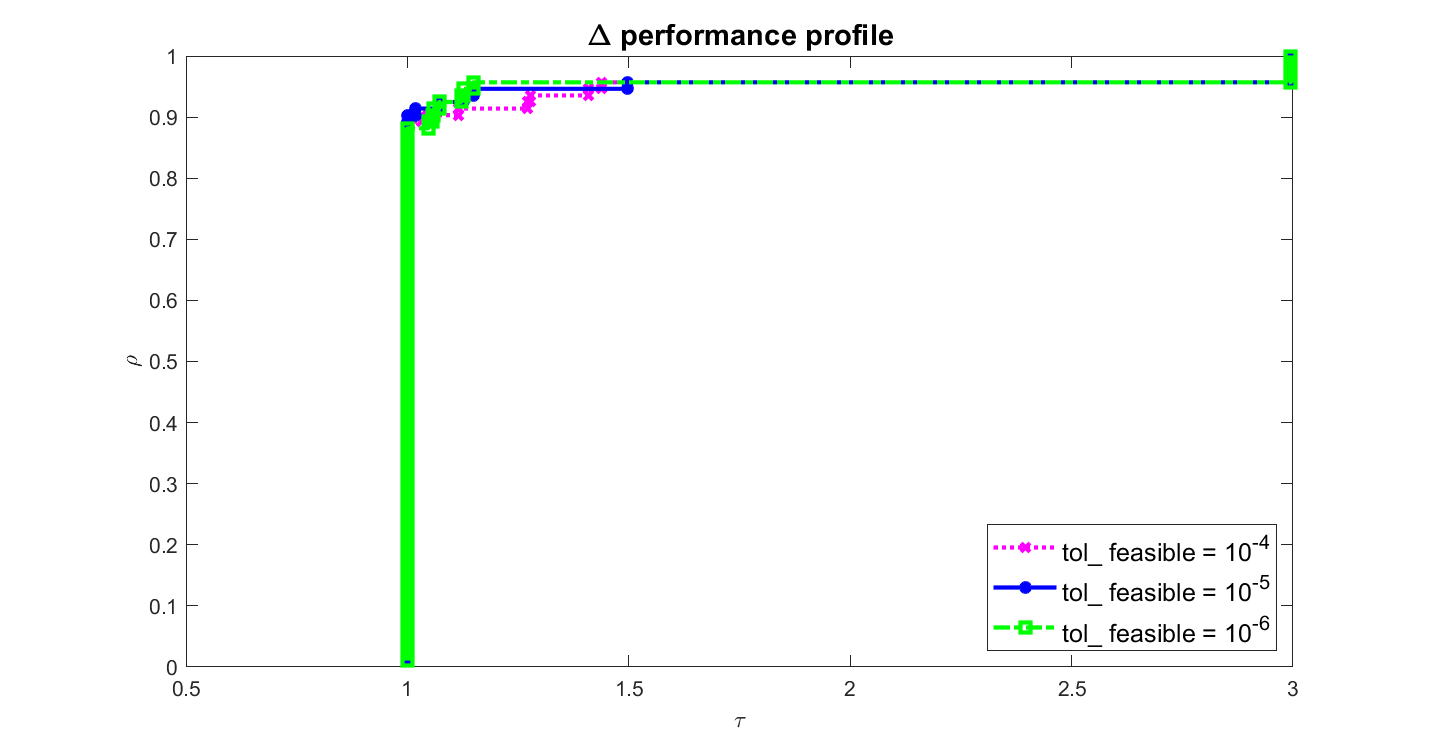 Δ performance profile
1
0.9
0.8
0.7
0.6
0.5
0.4
0.3
0.2
0.1
0
ρ
0.5
1
1.5
2
2.5
3
τ
tol_ feasible = 10^-4
tol_ feasible = 10^-5
tol_ feasible = 10^-6